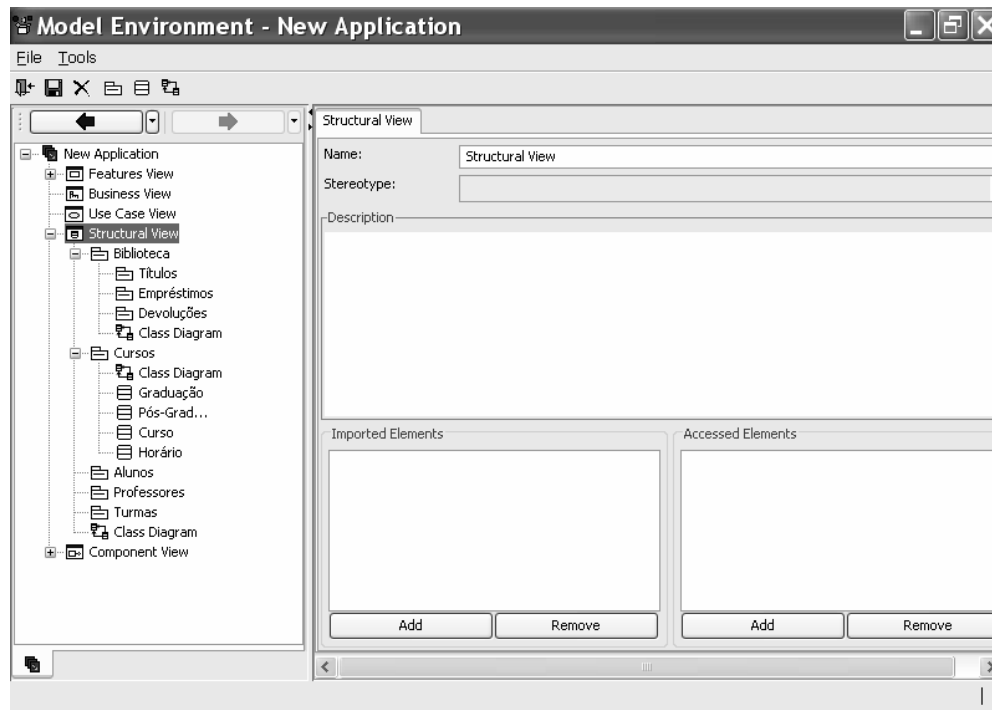 Model Environment - New Application
File Tools
Structural View
New Application
Features View
Business View
Use Case View
Structural View
Biblioteca
Títulos
Empréstimos
Devoluções
Class Diagram
Cursos
Class Diagram
Graduação
Pós-Grad...
Curso
Horário
Alunos
Professores
Turmas
Class Diagram
Component View
Name: Structural View
Stereotype:
Description
Imported Elements Accessed Elements
Add Remove Add Remove